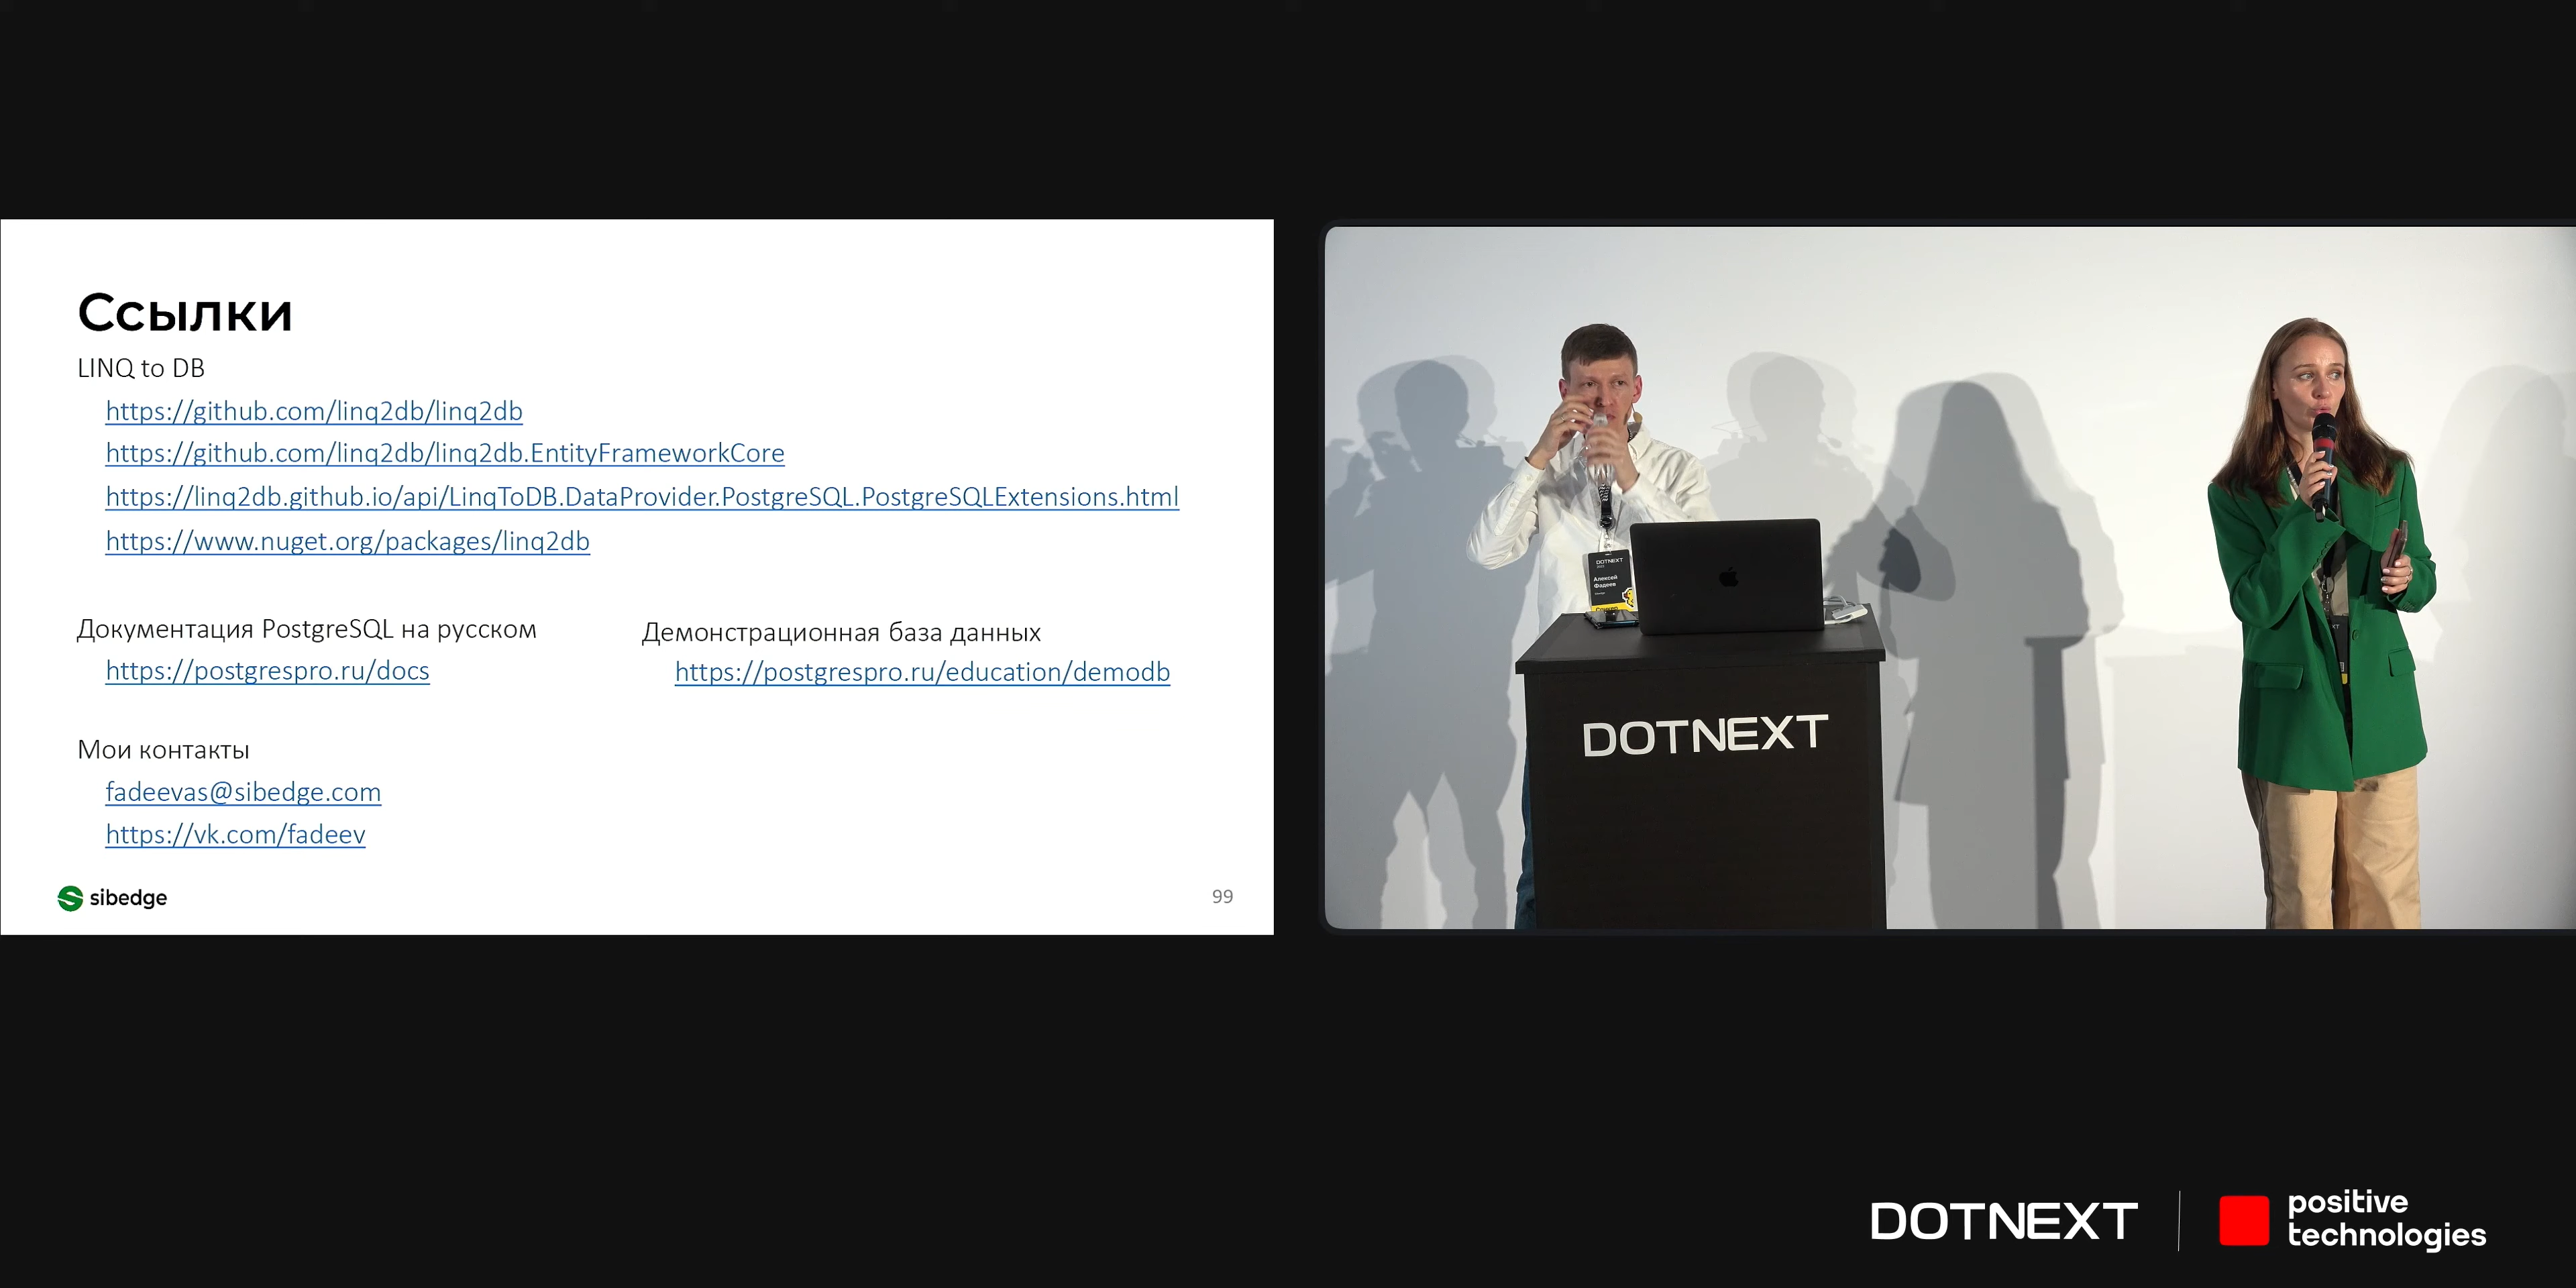 Ссылки
LINQ to DB
https://github.com/linq2db/linq2db
https://github.com/linq2db/linq2db.EntityFrameworkCore
https://linq2db.github.io/api/LinqToDB.DataProvider.PostgreSQL.PostgreSQLExtensions.html
https://www.nuget.org/packages/linq2db
Документация PostgreSQL на русском
https://postgrespro.ru/docs
Демонстрационная база данных
https://postgrespro.ru/education/demodb
Мои контакты
fadeevas@sibedge.com
https://vk.com/fadeev
sibedge
99
DOTNEXT
Алексей
Фадеев
DOTNEXT
DOTNEXT
positive
technologies